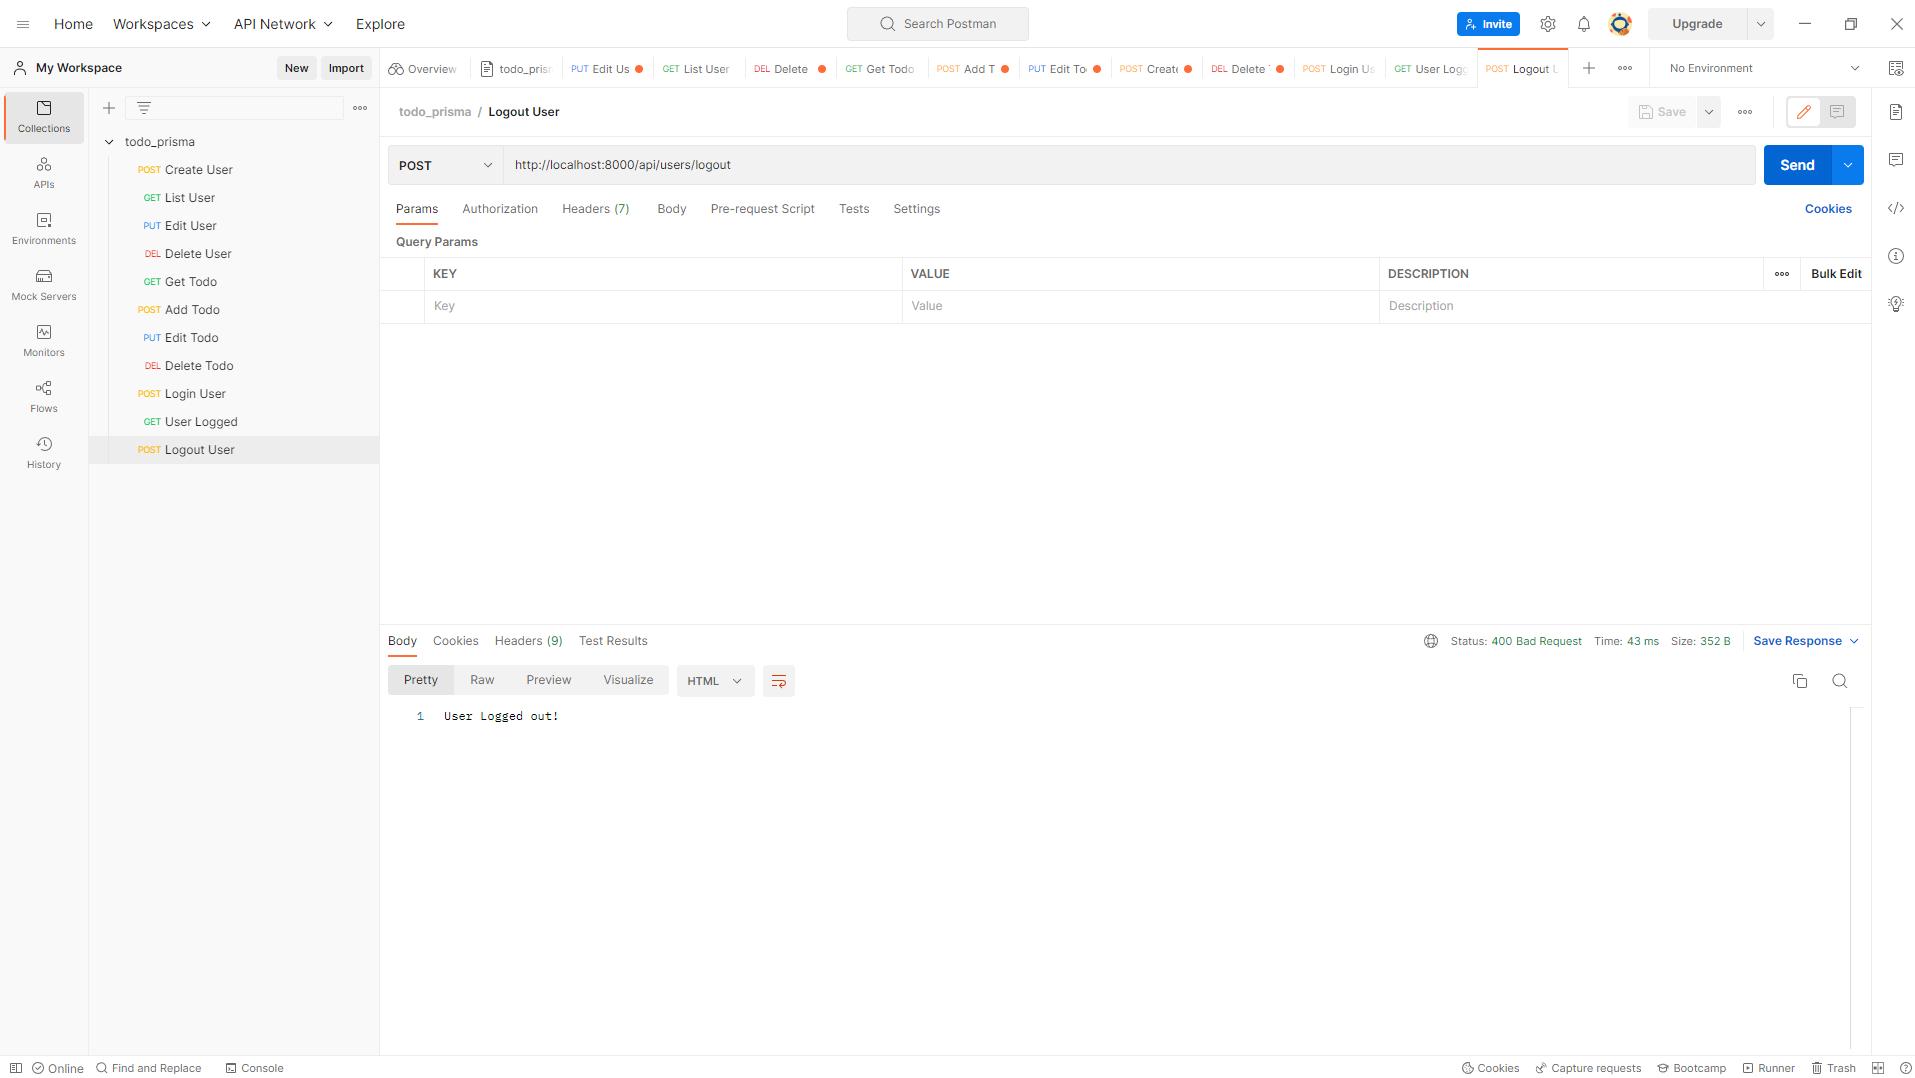 Home Workspaces API Network Explore Search Postman Invite Upgrade
My Workspace New Import
Overview todo_prisn PUT Edit Us GET List User DEL Delete GET Get Todo POST Add T PUT Edit To POST Create DEL Delete POST Login Us GET User Logg POST Logout U No Environment
Collections
APIs
Environments
Mock Servers
Monitors
Flows
History
todo_prisma
POST Create User
GET List User
PUT Edit User
DEL Delete User
GET Get Todo
POST Add Todo
PUT Edit Todo
DEL Delete Todo
POST Login User
GET User Logged
POST Logout User
todo_prisma / Logout User Save
POST http://localhost:8000/api/users/logout Send
Params Authorization Headers (7) Body Pre-request Script Tests Settings Cookies
Query Params
KEY VALUE DESCRIPTION Bulk Edit
Key Value Description
Body Cookies Headers (9) Test Results Status: 400 Bad Request Time: 43 ms Size: 352 B Save Response
Pretty Raw Preview Visualize HTML
1 User Logged out!
Online Find and Replace Console Cookies Capture requests Bootcamp Runner Trash